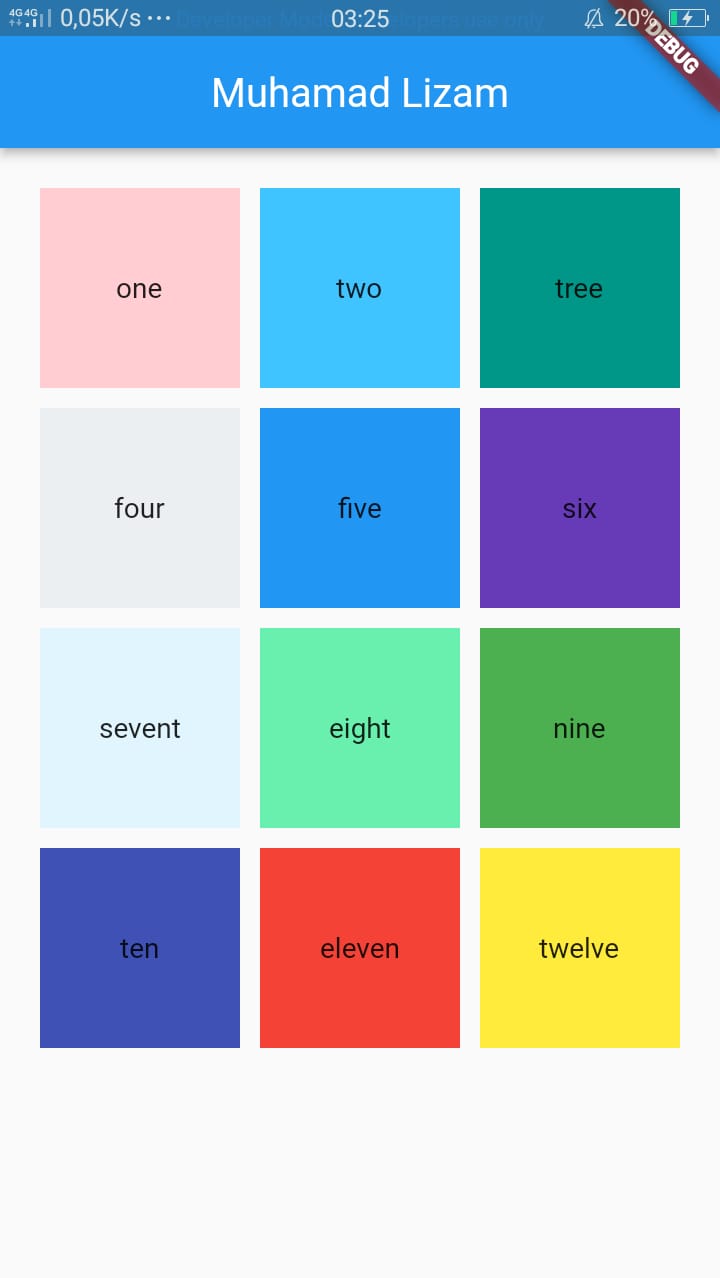 4G 4G 0,05K/s ... Developer Mode 03:25 developers use only 20%
DEBUG
Muhamad Lizam
one two tree
four five six
sevent eight nine
ten eleven twelve